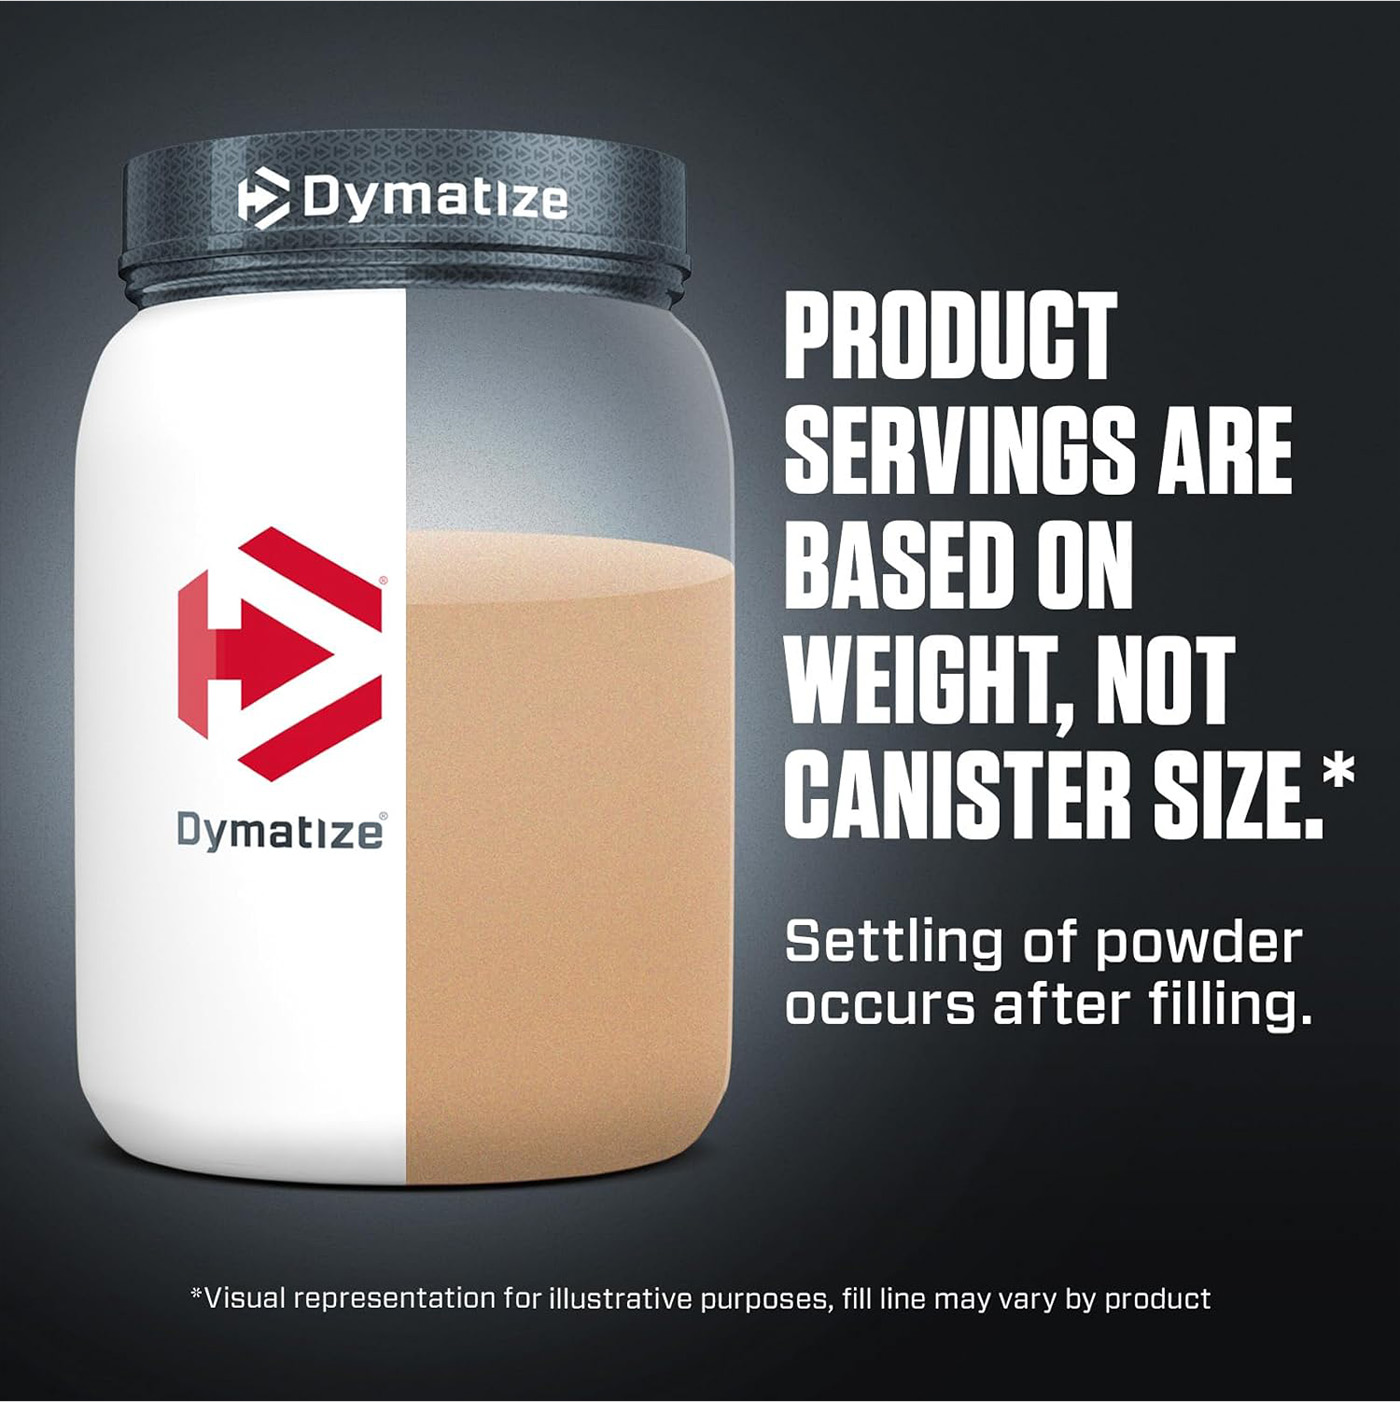 Dymatize
PRODUCT
SERVINGS ARE
BASED ON
WEIGHT, NOT
CANISTER SIZE.*
®
Dymatize®
Settling of powder
occurs after filling.
*Visual representation for illustrative purposes, fill line may vary by product